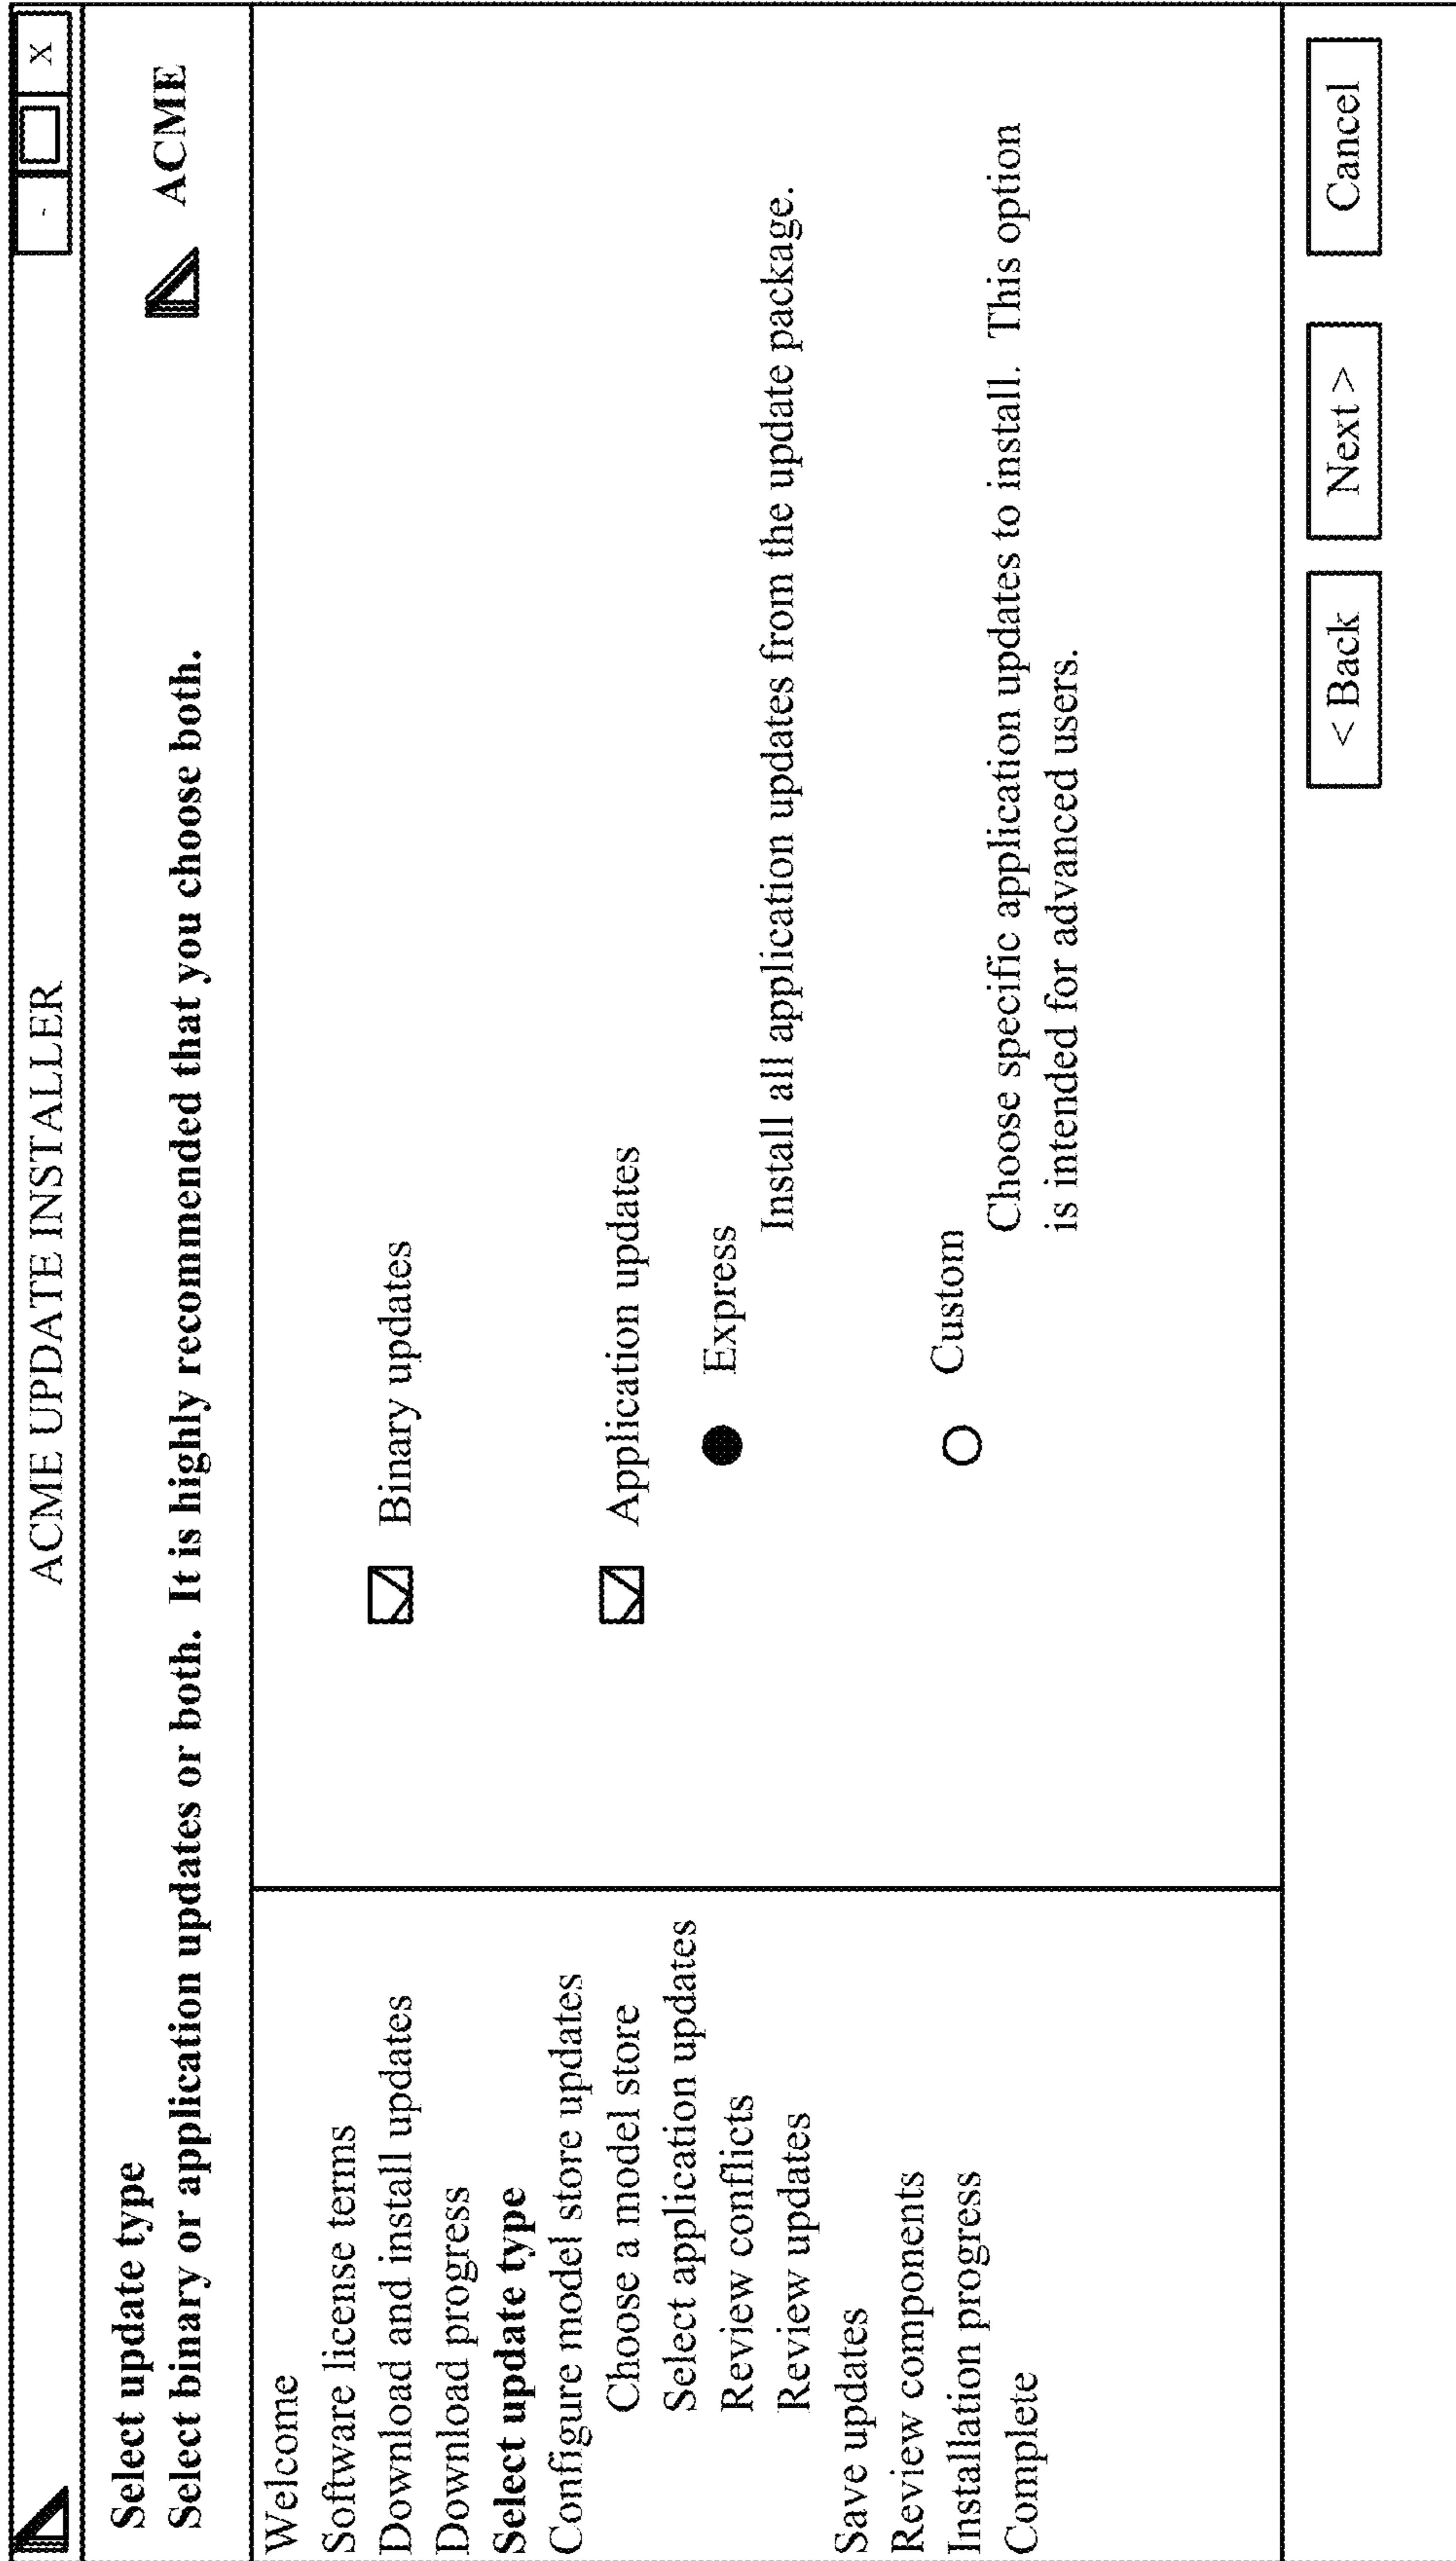 ACME UPDATE INSTALLER
- X
Select update type
Select binary or application updates or both. It is highly recommended that you choose both.
ACME
Welcome
Software license terms
Download and install updates
Download progress
Select update type
Configure model store updates
Choose a model store
Select application updates
Review conflicts
Review updates
Save updates
Review components
Installation progress
Complete
Binary updates
Application updates
Express
Install all application updates from the update package.
Custom
Choose specific application updates to install. This option
is intended for advanced users.
< Back
Next >
Cancel